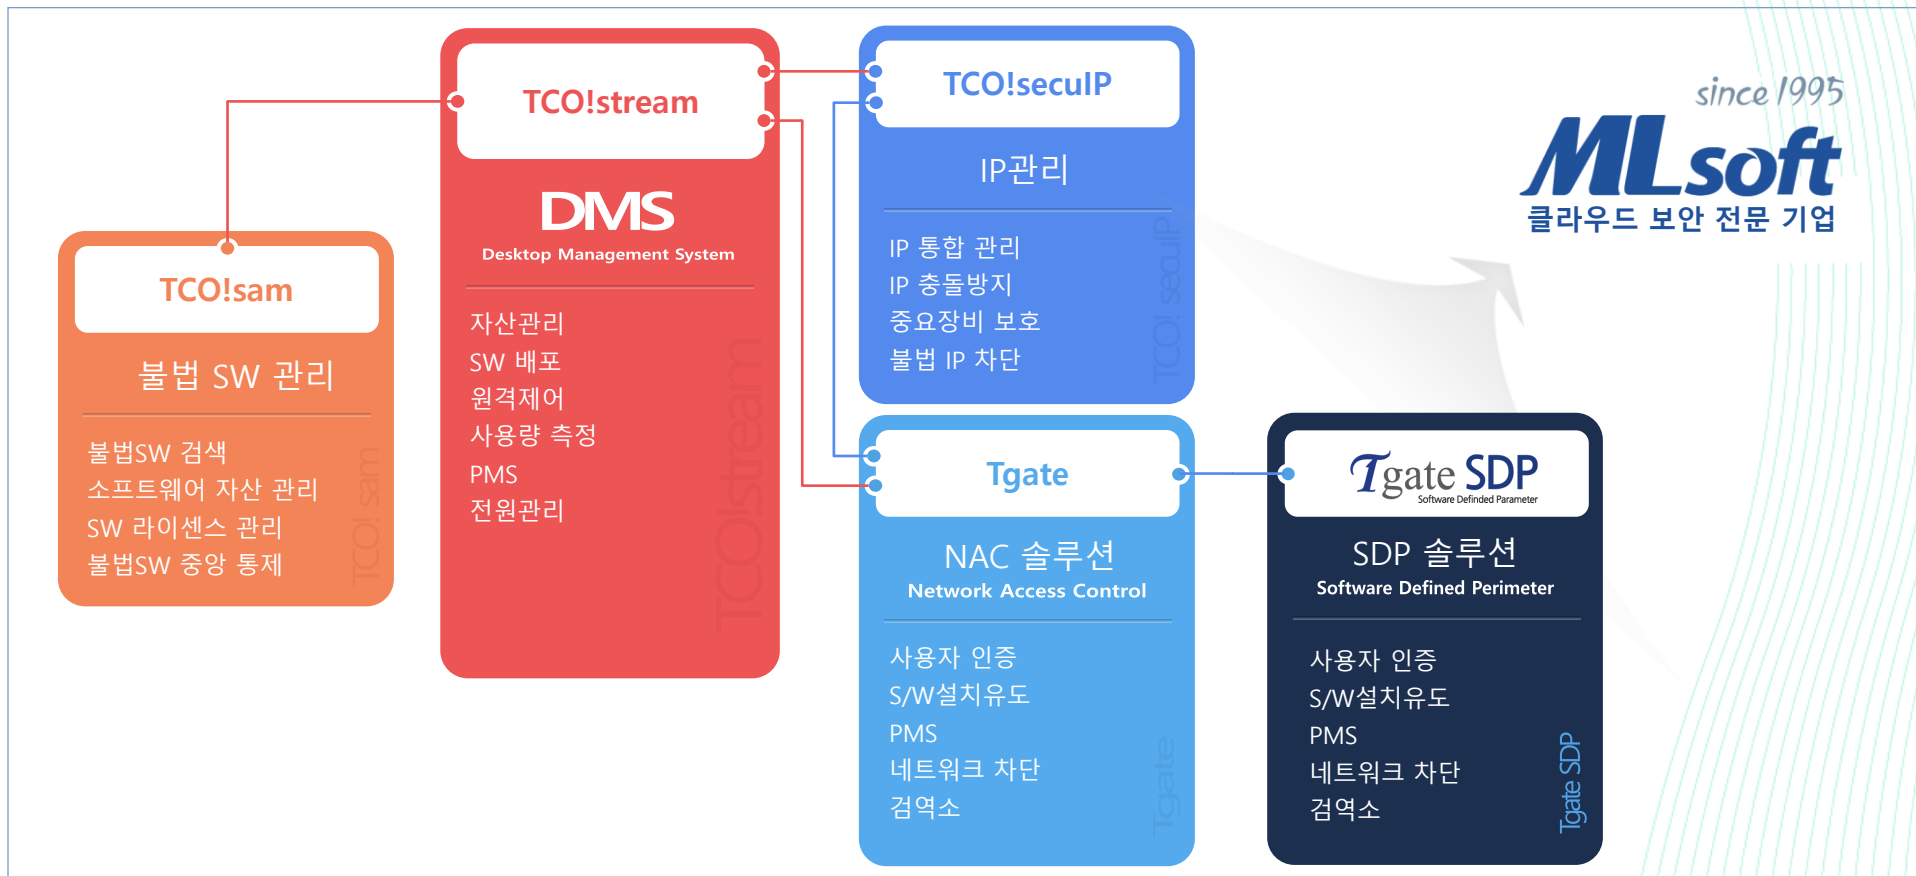 since 1995
MLsoft
클라우드 보안 전문 기업
TCO!sam
불법 SW 관리
불법SW 검색
소프트웨어 자산 관리
SW 라이센스 관리
불법SW 중앙 통제
TCO! sam
TCO!stream
DMS
Desktop Management System
자산관리
SW 배포
원격제어
사용량 측정
PMS
전원관리
TCO!stream
TCO!secuIP
IP관리
IP 통합 관리
IP 충돌방지
중요장비 보호
불법 IP 차단
TCO! secuIP
Tgate
NAC 솔루션
Network Access Control
사용자 인증
S/W설치유도
PMS
네트워크 차단
검역소
Tgate
Tgate SDP
Software Definded Parameter
SDP 솔루션
Software Defined Perimeter
사용자 인증
S/W설치유도
PMS
네트워크 차단
검역소
Tgate SDP